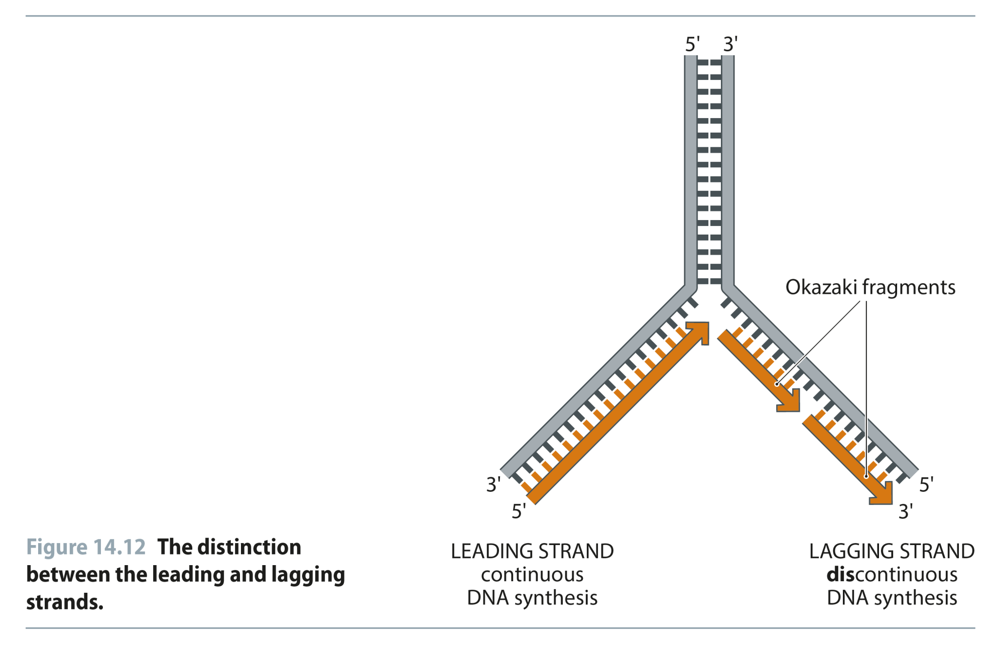 5' 3'
Okazaki fragments
3'
5'
5'
3'
LEADING STRAND
continuous
DNA synthesis
LAGGING STRAND
discontinuous
DNA synthesis
Figure 14.12 The distinction
between the leading and lagging
strands.